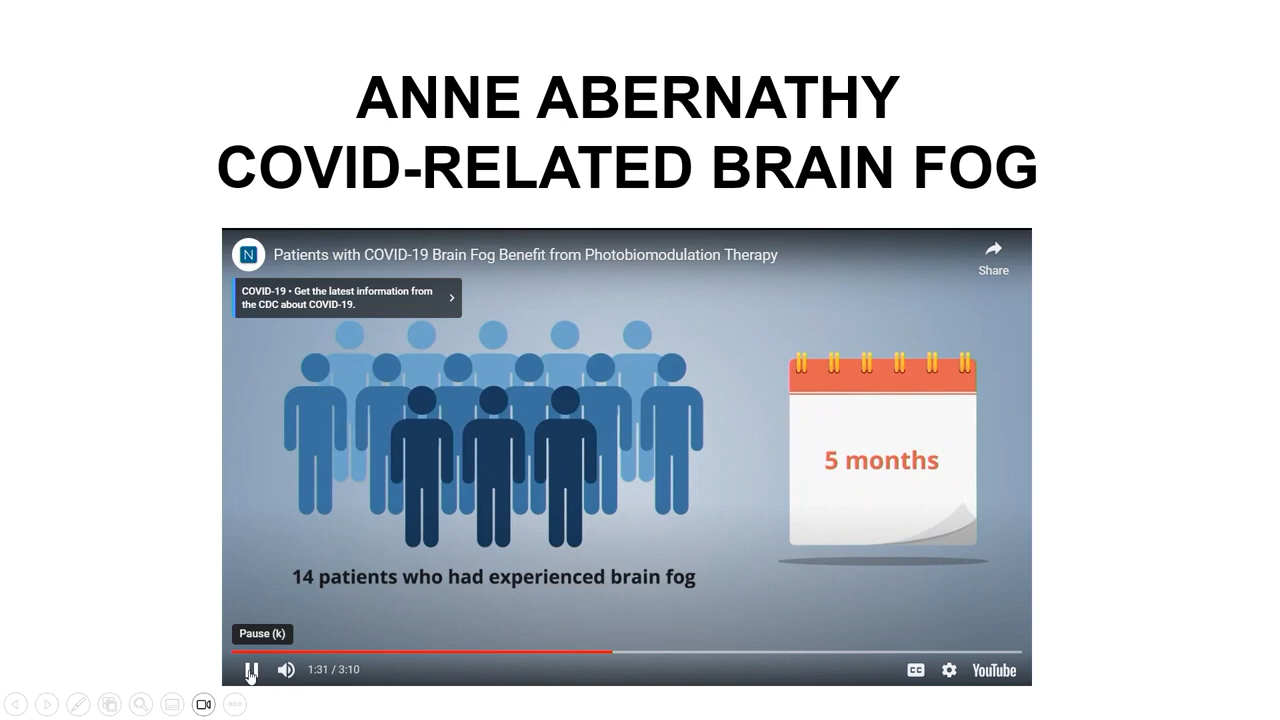 ANNE ABERNATHY
COVID-RELATED BRAIN FOG
N
Patients with COVID-19 Brain Fog Benefit from Photobiomodulation Therapy
Share
COVID-19 • Get the latest information from
the CDC about COVID-19.
5 months
14 patients who had experienced brain fog
Pause (k)
1:31 / 3:10
CC
YouTube